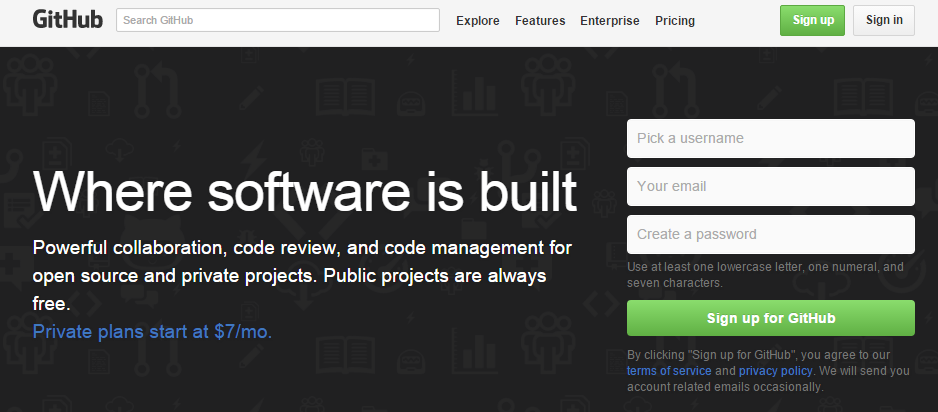 GitHub
Search GitHub
Explore
Features
Enterprise
Pricing
Sign up
Sign in
Where software is built
Powerful collaboration, code review, and code management for
open source and private projects. Public projects are always
free.
Private plans start at $7/mo.
Pick a username
Your email
Create a password
Use at least one lowercase letter, one numeral, and
seven characters.
Sign up for GitHub
By clicking "Sign up for GitHub", you agree to our
terms of service and privacy policy. We will send you
account related emails occasionally.